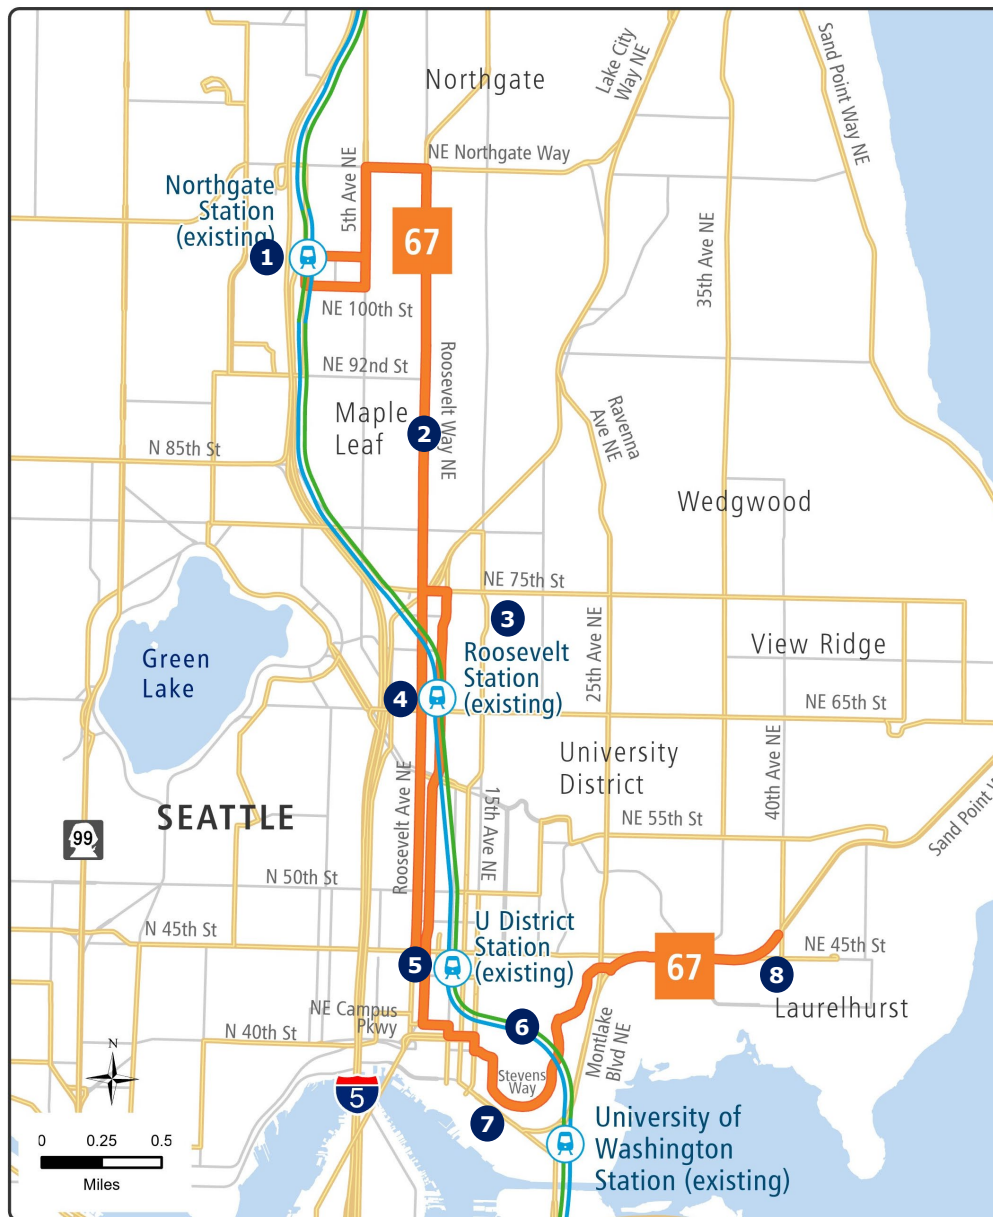 Northgate
Lake City
Way NE
Sand Point Way NE
NE Northgate Way
5th Ave NE
Northgate
Station
(existing)
1
67
35th Ave NE
NE 100th St
NE 92nd St
Roosevelt Way NE
Maple
Leaf
2
Ravenna
Ave NE
N 85th St
Wedgwood
NE 75th St
3
Roosevelt
Station
(existing)
4
25th Ave NE
View Ridge
Green
Lake
NE 65th St
University
District
40th Ave NE
Roosevelt Ave NE
15th Ave NE
SEATTLE
99
NE 55th St
Sand Point W
N 50th St
N 45th St
U District
Station
(existing)
5
67
NE 45th St
8
Laurelhurst
NE Campus
Pkwy
6
N 40th St
Montlake
Blvd NE
Stevens
Way
N
5
7
University of
Washington
Station (existing)
0 0.25 0.5
Miles